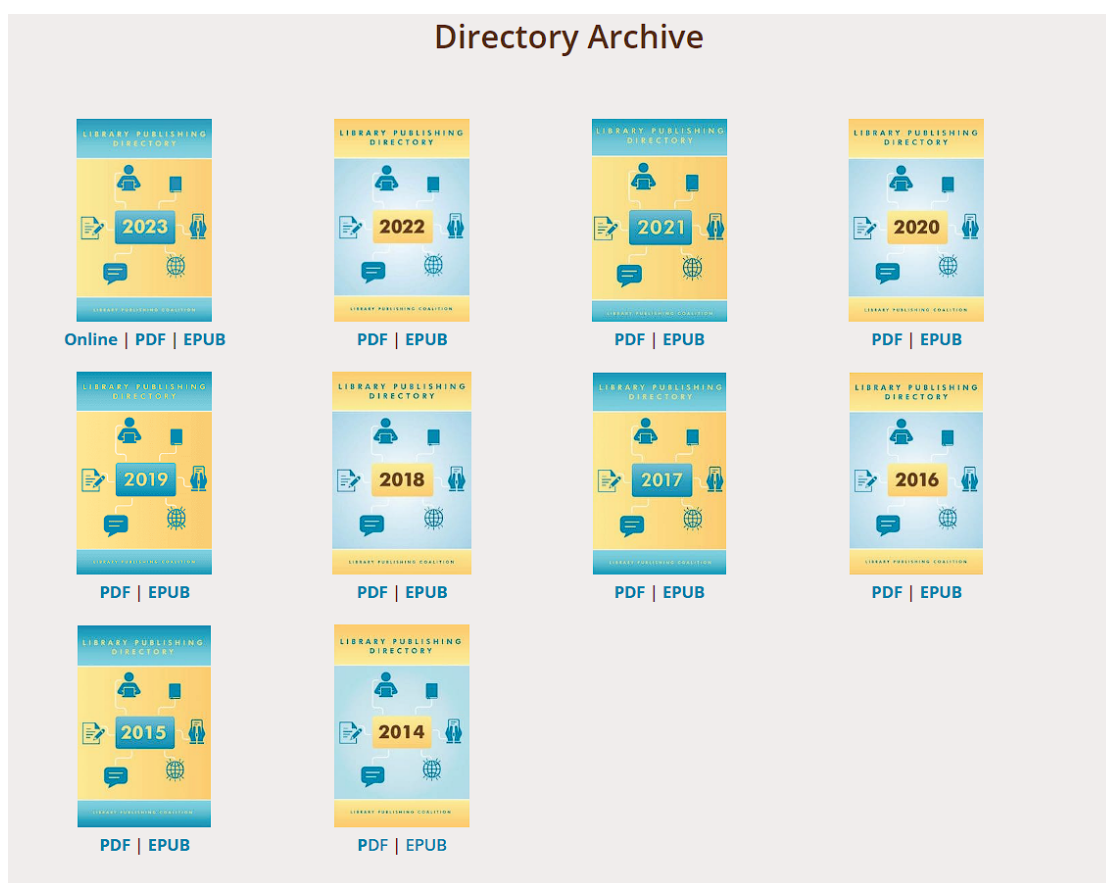 Directory Archive
LIBRARY PUBLISHING
DIRECTORY
2023
LIBRARY PUBLISHING COALITION
Online | PDF | EPUB
LIBRARY PUBLISHING
DIRECTORY
2022
LIBRARY PUBLISHING COALITION
PDF | EPUB
LIBRARY PUBLISHING
DIRECTORY
2021
LIBRARY PUBLISHING COALITION
PDF | EPUB
LIBRARY PUBLISHING
DIRECTORY
2020
LIBRARY PUBLISHING COALITION
PDF | EPUB
LIBRARY PUBLISHING
DIRECTORY
2019
LIBRARY PUBLISHING COALITION
PDF | EPUB
LIBRARY PUBLISHING
DIRECTORY
2018
LIBRARY PUBLISHING COALITION
PDF | EPUB
LIBRARY PUBLISHING
DIRECTORY
2017
LIBRARY PUBLISHING COALITION
PDF | EPUB
LIBRARY PUBLISHING
DIRECTORY
2016
LIBRARY PUBLISHING COALITION
PDF | EPUB
LIBRARY PUBLISHING
DIRECTORY
2015
LIBRARY PUBLISHING COALITION
PDF | EPUB
LIBRARY PUBLISHING
DIRECTORY
2014
LIBRARY PUBLISHING COALITION
PDF | EPUB